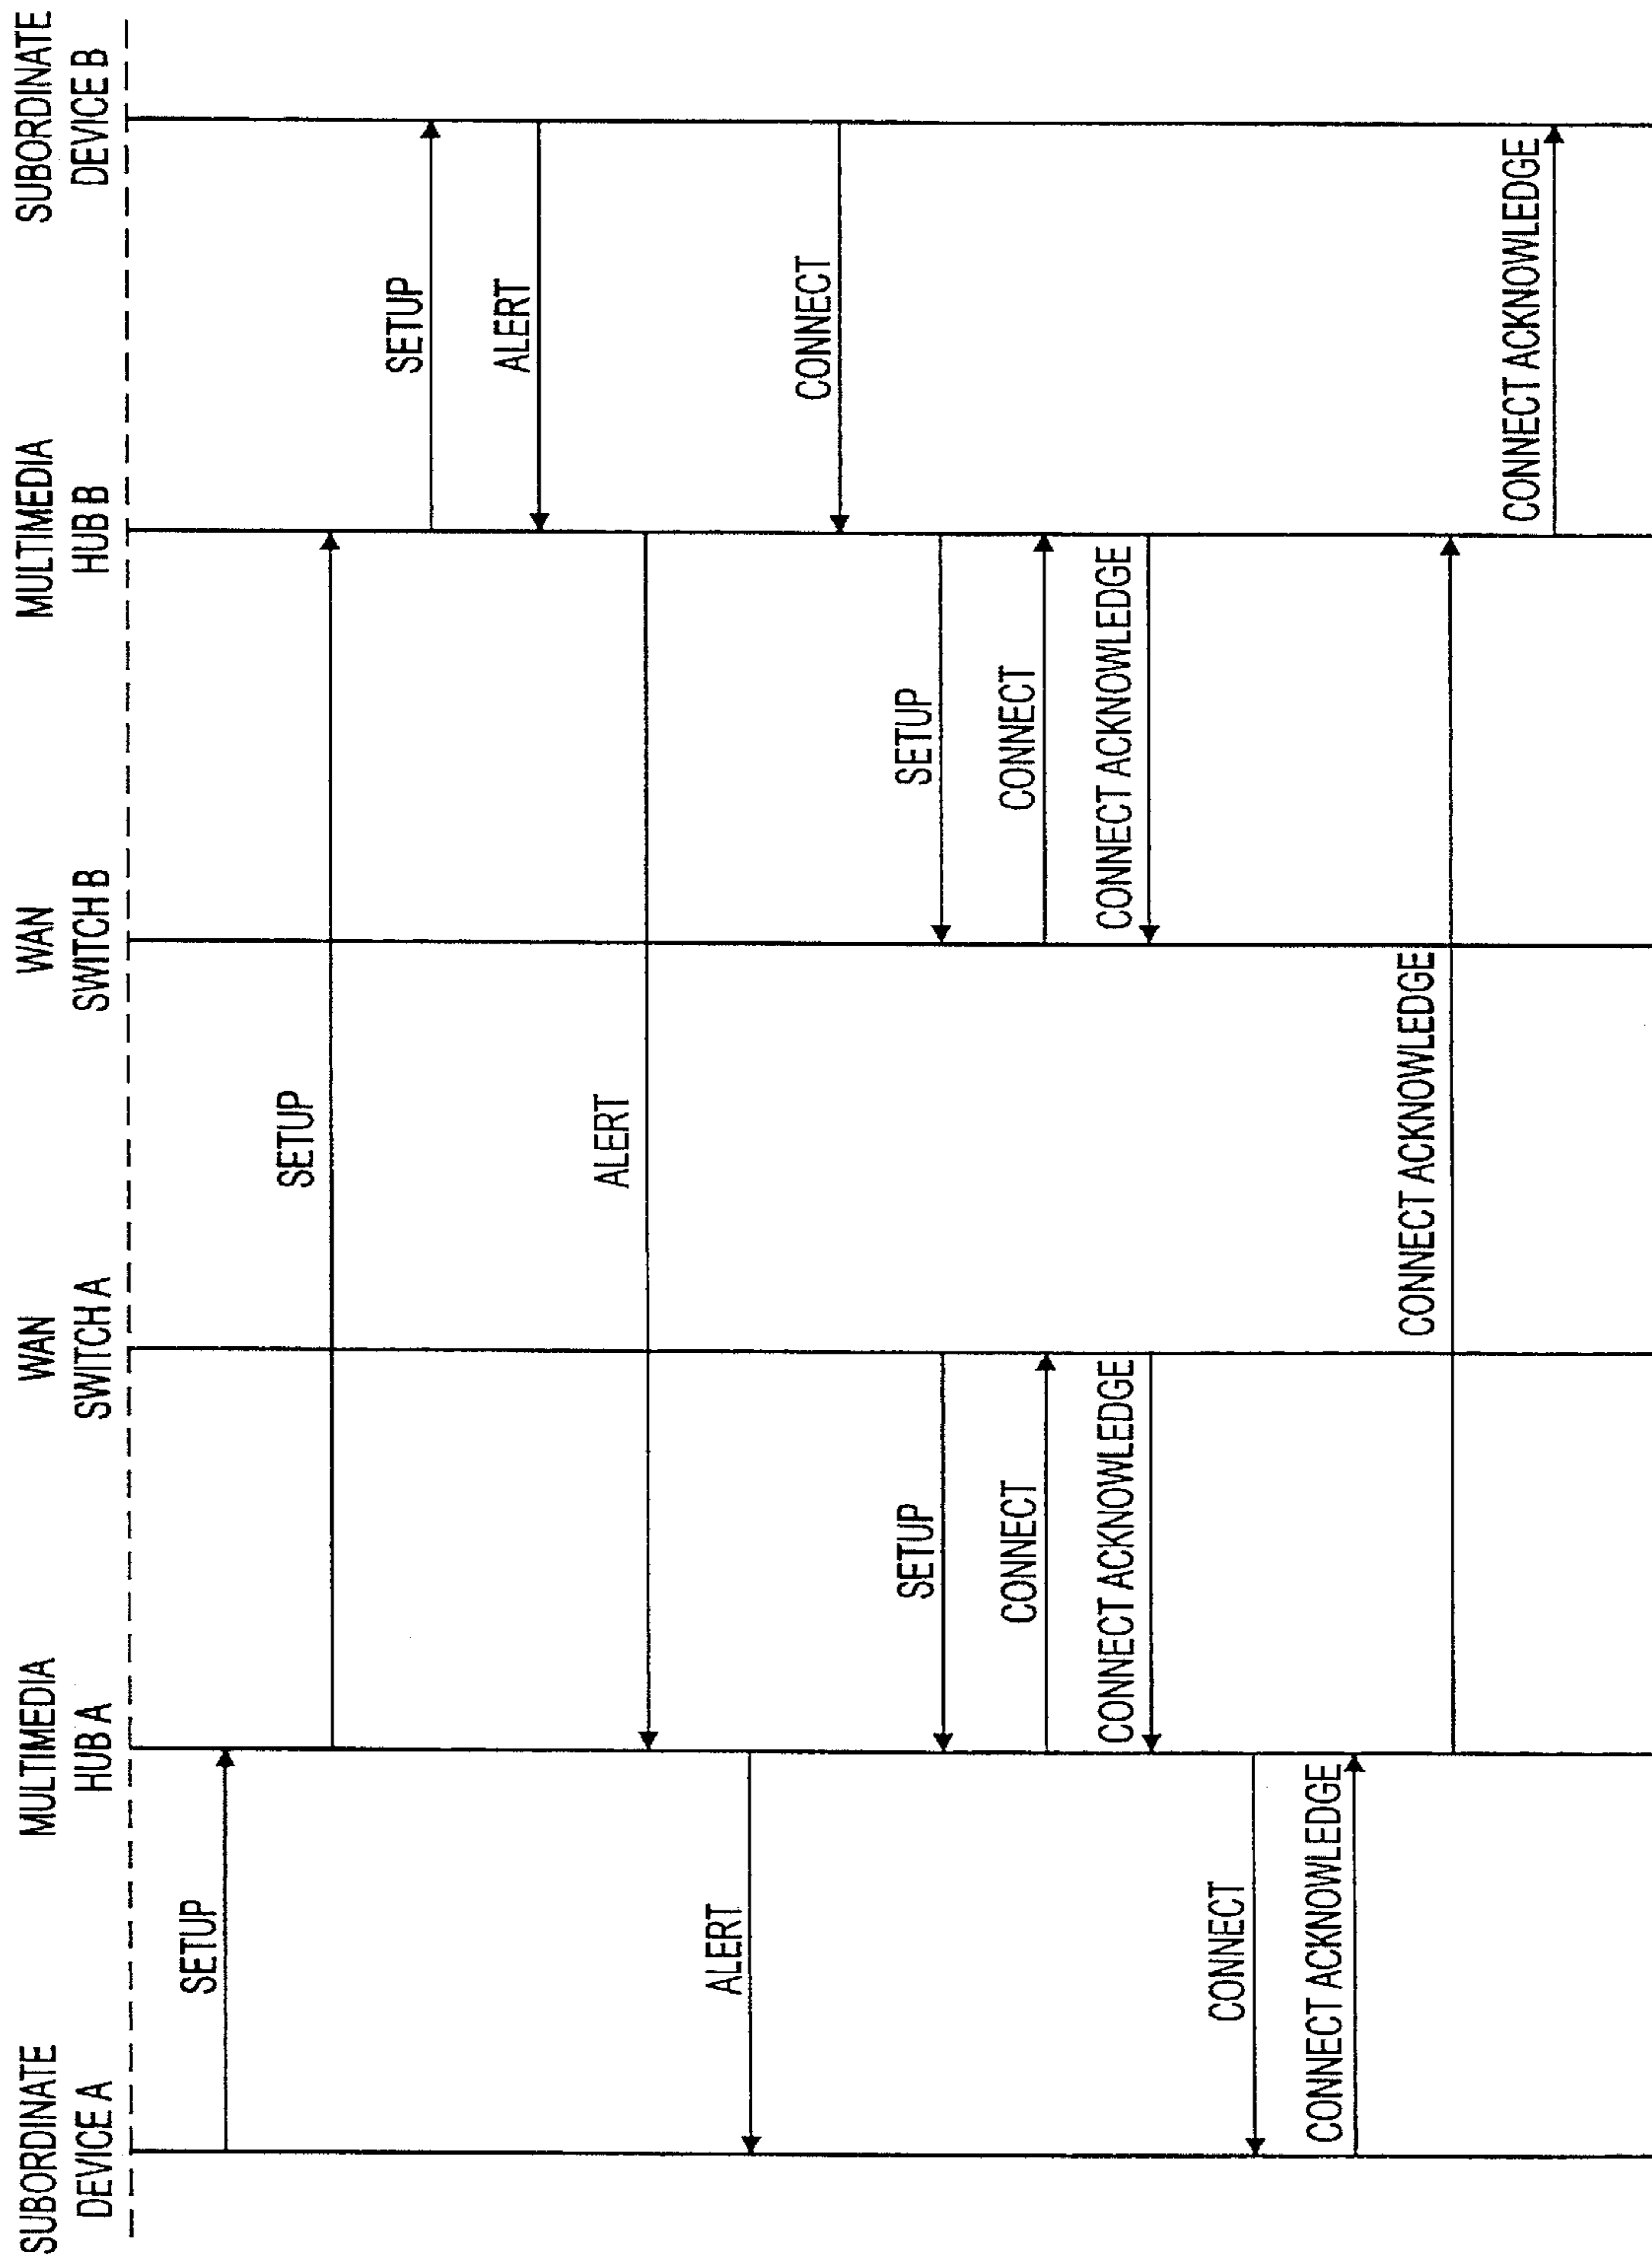 SUBORDINATE
DEVICE A
MULTIMEDIA
HUB A
WAN
SWITCH A
WAN
SWITCH B
MULTIMEDIA
HUB B
SUBORDINATE
DEVICE B
SETUP
SETUP
SETUP
ALERT
ALERT
ALERT
CONNECT
SETUP
SETUP
CONNECT
CONNECT
CONNECT ACKNOWLEDGE
CONNECT ACKNOWLEDGE
CONNECT
CONNECT ACKNOWLEDGE
CONNECT ACKNOWLEDGE
CONNECT ACKNOWLEDGE